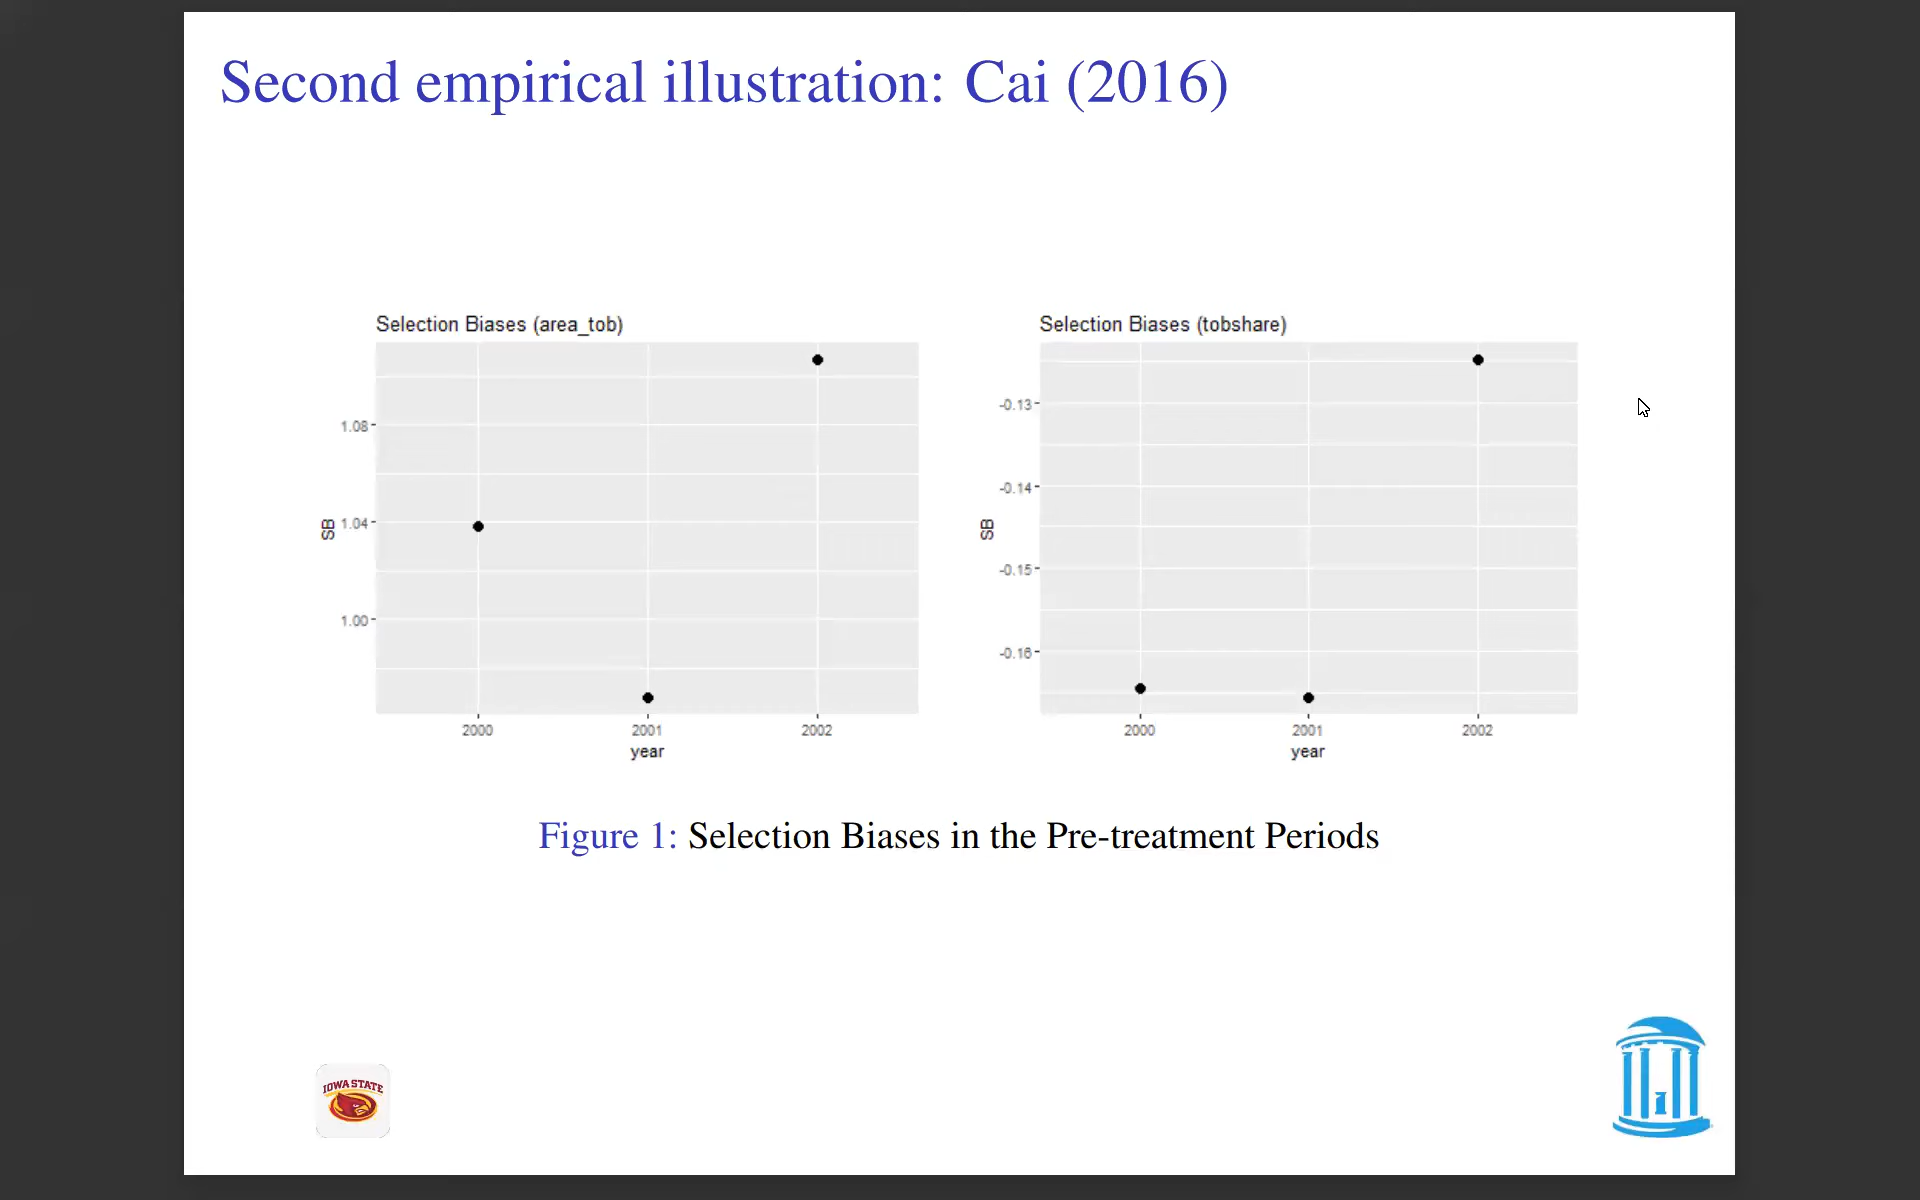 Second empirical illustration: Cai (2016)
Selection Biases (area_tob)
1.08
1.04
1.00
SB
2000 2001 2002
year
Selection Biases (tobshare)
-0.13
-0.14
-0.15
-0.16
SB
2000 2001 2002
year
Figure 1: Selection Biases in the Pre-treatment Periods
IOWA STATE